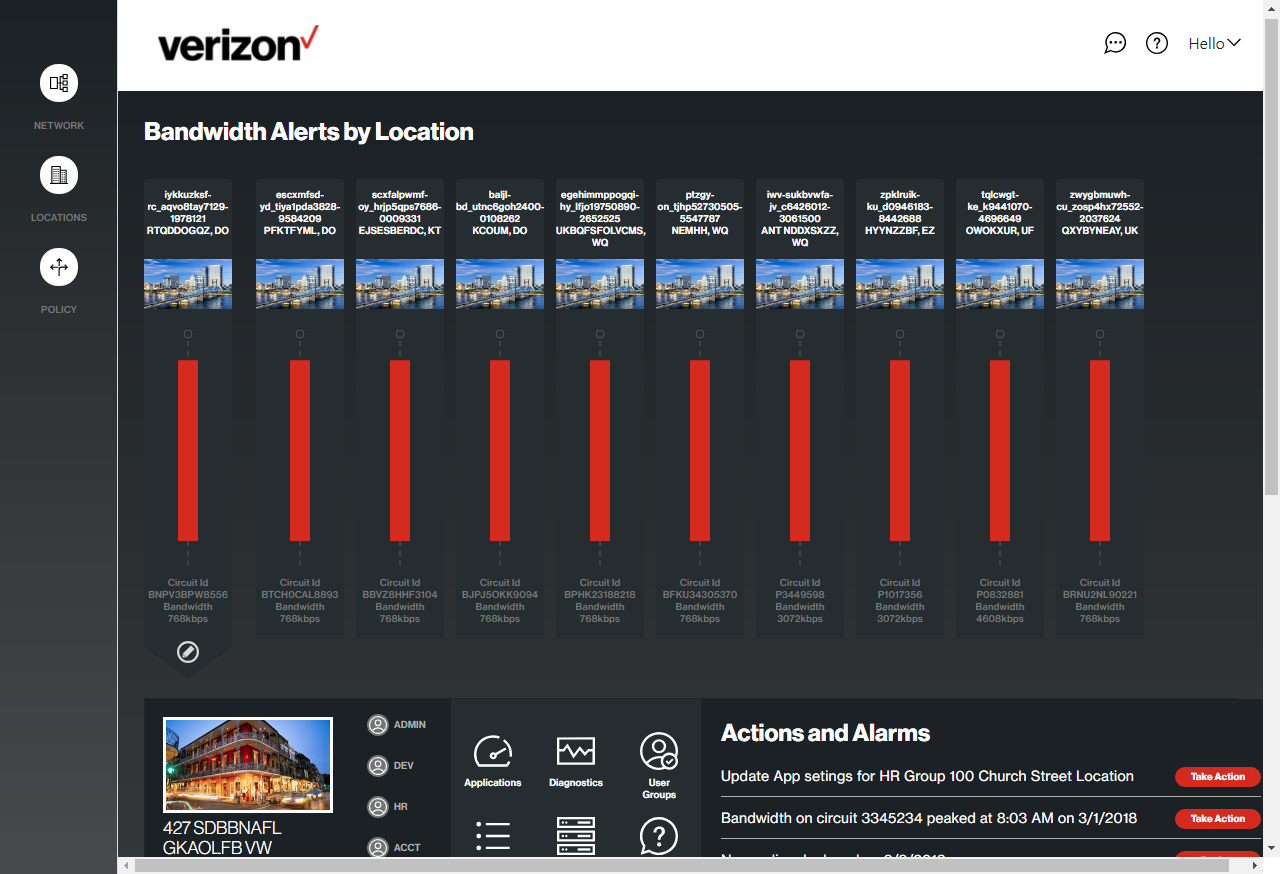 verizon
Hello
NETWORK
LOCATIONS
POLICY
Bandwidth Alerts by Location
iykkuzksf-
rc_aqvo8tay7129-
1978121
RTQDDOGQZ, DO
escxmfsd-
yd_tiya1pda3828-
9584209
PFKTFYML, DO
scxfalpwmf-
oy_hrjp5qps7686-
0009331
EJSESBERDC, KT
baljl-
bd_utnc6goh2400-
0108262
KCOUM, DO
egehimmppogqi-
hy_lfjo19750890-
2652525
UKBQFSFOLVCMS,
WQ
ptzgy-
on_tjhp52730505-
5547787
NEMHH, WQ
iwv-sukbvwfa-
jv_c6426012-
3061500
ANT NDDXSXZZ,
WQ
zpklruik-
ku_d0946183-
8442688
HYYNZZBF, EZ
tqlcwgt-
ke_k9441070-
4696649
OWOKXUR, UF
zwygbmuwh-
cu_zosp4hx72552-
2037624
QXYBYNEAY, UK
Circuit Id
BNPV3BPW8556
Bandwidth
768kbps
Circuit Id
BTCH0CAL8893
Bandwidth
768kbps
Circuit Id
BBVZ8HHF3104
Bandwidth
768kbps
Circuit Id
BJPJ5OKK9094
Bandwidth
768kbps
Circuit Id
BPHK23188218
Bandwidth
768kbps
Circuit Id
BFKU34305370
Bandwidth
768kbps
Circuit Id
P3449598
Bandwidth
3072kbps
Circuit Id
P1017356
Bandwidth
3072kbps
Circuit Id
P0832881
Bandwidth
4608kbps
Circuit Id
BRNU2NL90221
Bandwidth
768kbps
427 SDBBNAFL
GKAOLFB VW
ADMIN
DEV
HR
ACCT
Applications
Diagnostics
User
Groups
Actions and Alarms
Update App setings for HR Group 100 Church Street Location
Take Action
Bandwidth on circuit 3345234 peaked at 8:03 AM on 3/1/2018
Take Action